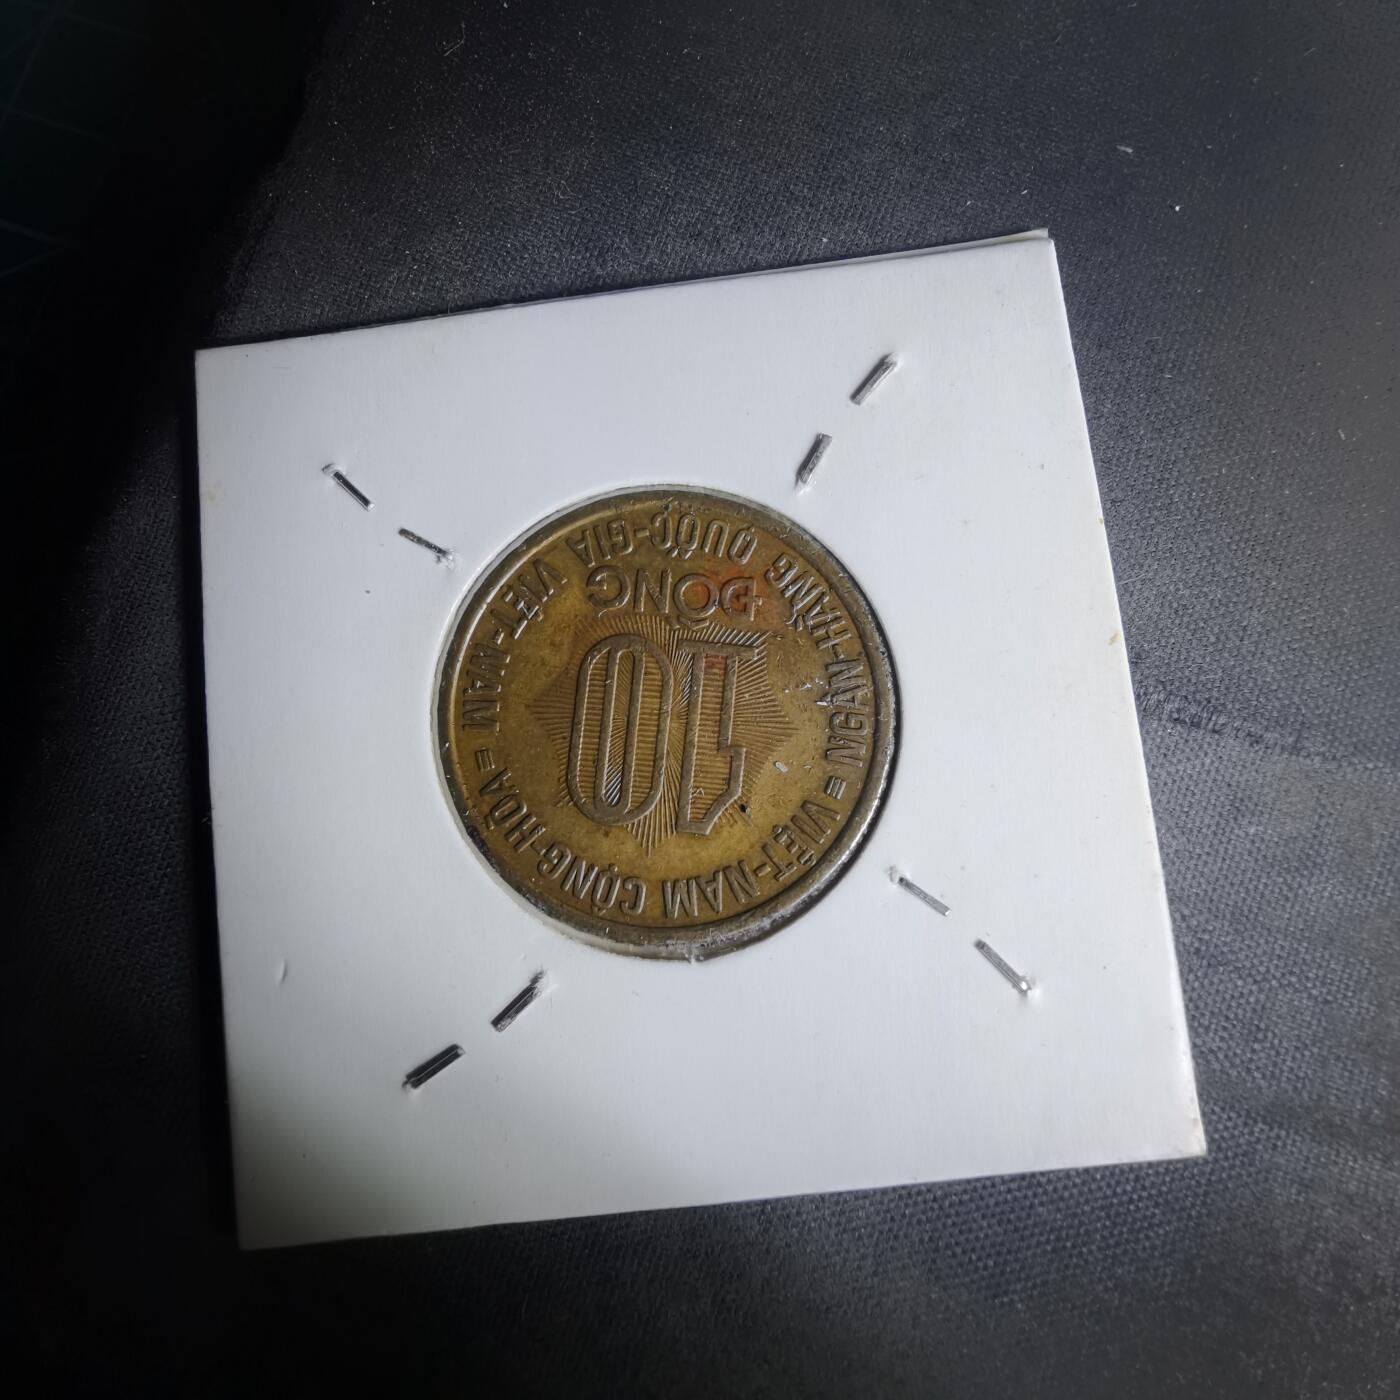 VIỆT-NAM CỘNG-HÒA
10
ĐỒNG
NGÂN-HÀNG QUỐC-GIA VIỆT-NAM